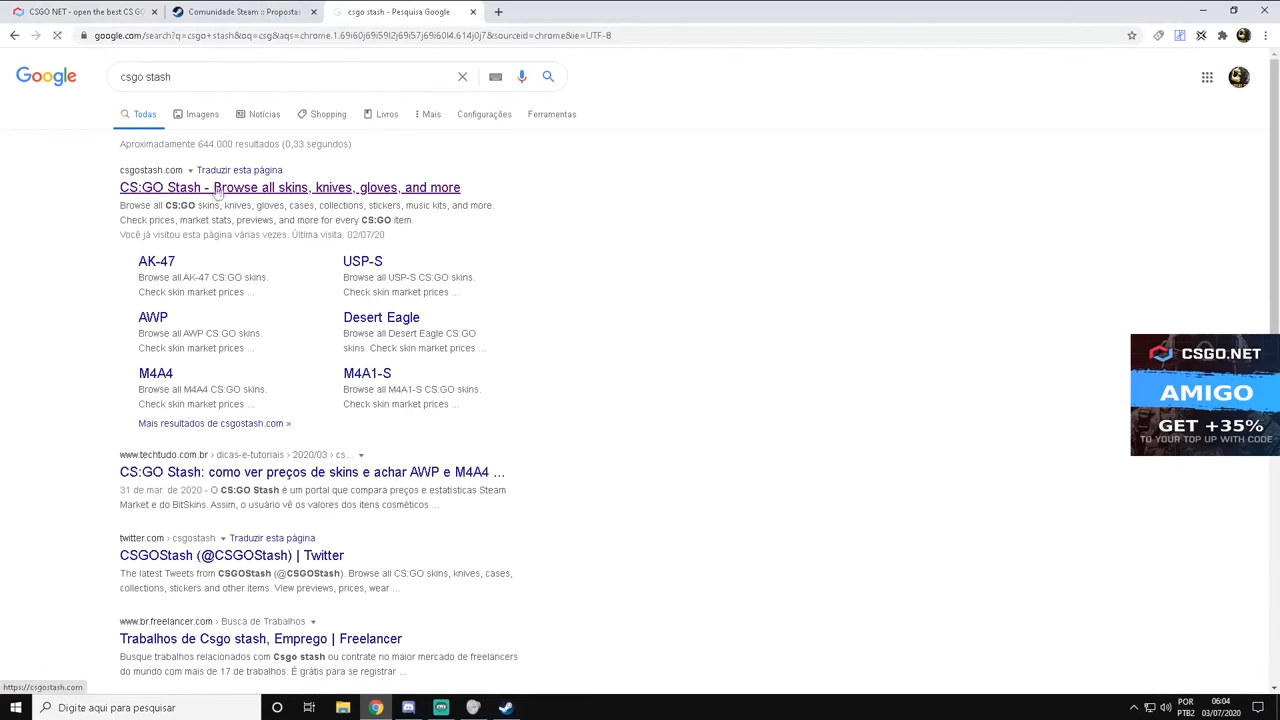 CSGO NET - open the best CS GO
Comunidade Steam :: Propostas
csgo stash - Pesquisa Google
google.com/search?q=csgo+stash&aq=csg&aqs=chrome.1.69i60j69i59l2j69i57j69i60l4.614j0j7&sourceid=chrome&ie=UTF-8
Google
csgo stash
Todas
Imagens
Notícias
Shopping
Livros
Mais
Configurações
Ferramentas
Aproximadamente 644.000 resultados (0,33 segundos)
csgostash.com Traduzir esta página
CS:GO Stash - Browse all skins, knives, gloves, and more
Browse all CS:GO skins, knives, gloves, cases, collections, stickers, music kits, and more.
Check prices, market stats, previews, and more for every CS:GO item.
Você já visitou esta página várias vezes. Última visita: 02/07/20
AK-47
Browse all AK-47 CS:GO skins.
Check skin market prices ...
USP-S
Browse all USP-S CS:GO skins.
Check skin market prices ...
AWP
Browse all AWP CS:GO skins.
Check skin market prices ...
Desert Eagle
Browse all Desert Eagle CS:GO
skins. Check skin market prices ...
M4A4
Browse all M4A4 CS:GO skins.
Check skin market prices ...
M4A1-S
Browse all M4A1-S CS:GO skins.
Check skin market prices ...
Mais resultados de csgostash.com »
CSGO.NET
AMIGO
GET +35%
TO YOUR TOP UP WITH CODE
www.techtudo.com.br › dicas-e-tutoriais › 2020/03 › cs...
CS:GO Stash: como ver preços de skins e achar AWP e M4A4 ...
31 de mar. de 2020 - O CS:GO Stash é um portal que compara preços e estatísticas Steam
Market e do BitSkins. Assim, o usuário vê os valores dos itens cosméticos ...
twitter.com › csgostash Traduzir esta página
CSGOStash (@CSGOStash) | Twitter
The latest Tweets from CSGOStash (@CSGOStash). Browse all CS:GO skins, knives, cases,
collections, stickers and other items. View previews, prices, wear ...
www.br.freelancer.com › Busca de Trabalhos
Trabalhos de Csgo stash, Emprego | Freelancer
Busque trabalhos relacionados com Csgo stash ou contrate no maior mercado de freelancers
do mundo com mais de 17 de trabalhos. É grátis para se registrar ...
https://csgostash.com
Digite aqui para pesquisar
POR
PTB2
06:04
03/07/2020